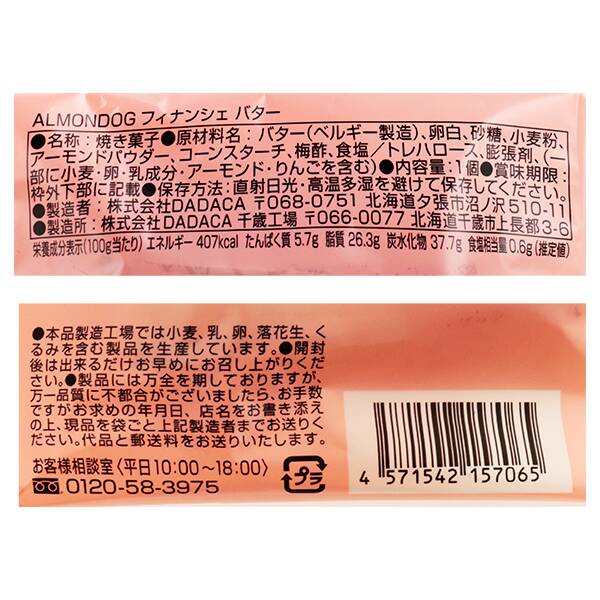 ALMONDOG フィナンシェ バター
●名称：焼き菓子●原材料名：バター(ベルギー製造)、卵白、砂糖、小麦粉、
アーモンドパウダー、コーンスターチ、梅酢、食塩／トレハロース、膨張剤、(一
部に小麦・卵・乳成分・アーモンド・りんごを含む)●内容量：1個●賞味期限：
枠外下部に記載●保存方法：直射日光・高温多湿を避けて保存してください。
●製造者：株式会社DADACA 〒068-0751 北海道夕張市沼ノ沢510-11
●製造所：株式会社DADACA 千歳工場 〒066-0077 北海道千歳市上長都3-6
栄養成分表示(100g当たり) エネルギー 407kcal たんぱく質 5.7g 脂質 26.3g 炭水化物 37.7g 食塩相当量 0.6g (推定値)
●本品製造工場では小麦、乳、卵、落花生、く
るみを含む製品を生産しています。●開封
後は出来るだけお早めにお召し上がりくだ
さい。●製品には万全を期しておりますが、
万一品質に不都合がございましたら、お手数
ですがお求めの年月日、店名をお書き添え
の上、現品を袋ごと上記製造者までお送りく
ださい。代品と郵送料をお送りいたします。
お客様相談室〈平日10:00～18:00〉
0120-58-3975
プラ
4 571542 157065